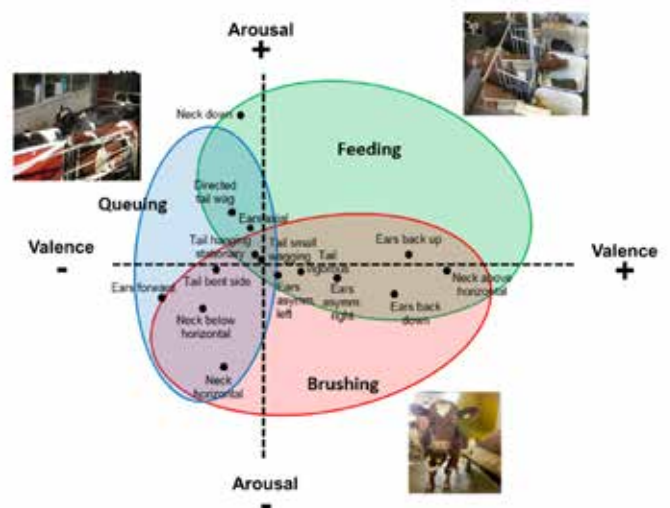 Arousal
+
Neck down
Feeding
Directed
tail wag
Queuing
Ears axial
Tail hanging
stationary
Tail small
wagging
Tail
vigorous
Ears back up
Valence
-
Valence
+
Ears forward
Tail bent side
Ears
asymm
left
Ears
asymm
right
Neck above
horizontal
Ears back
down
Neck below
horizontal
Neck
horizontal
Brushing
Arousal
-